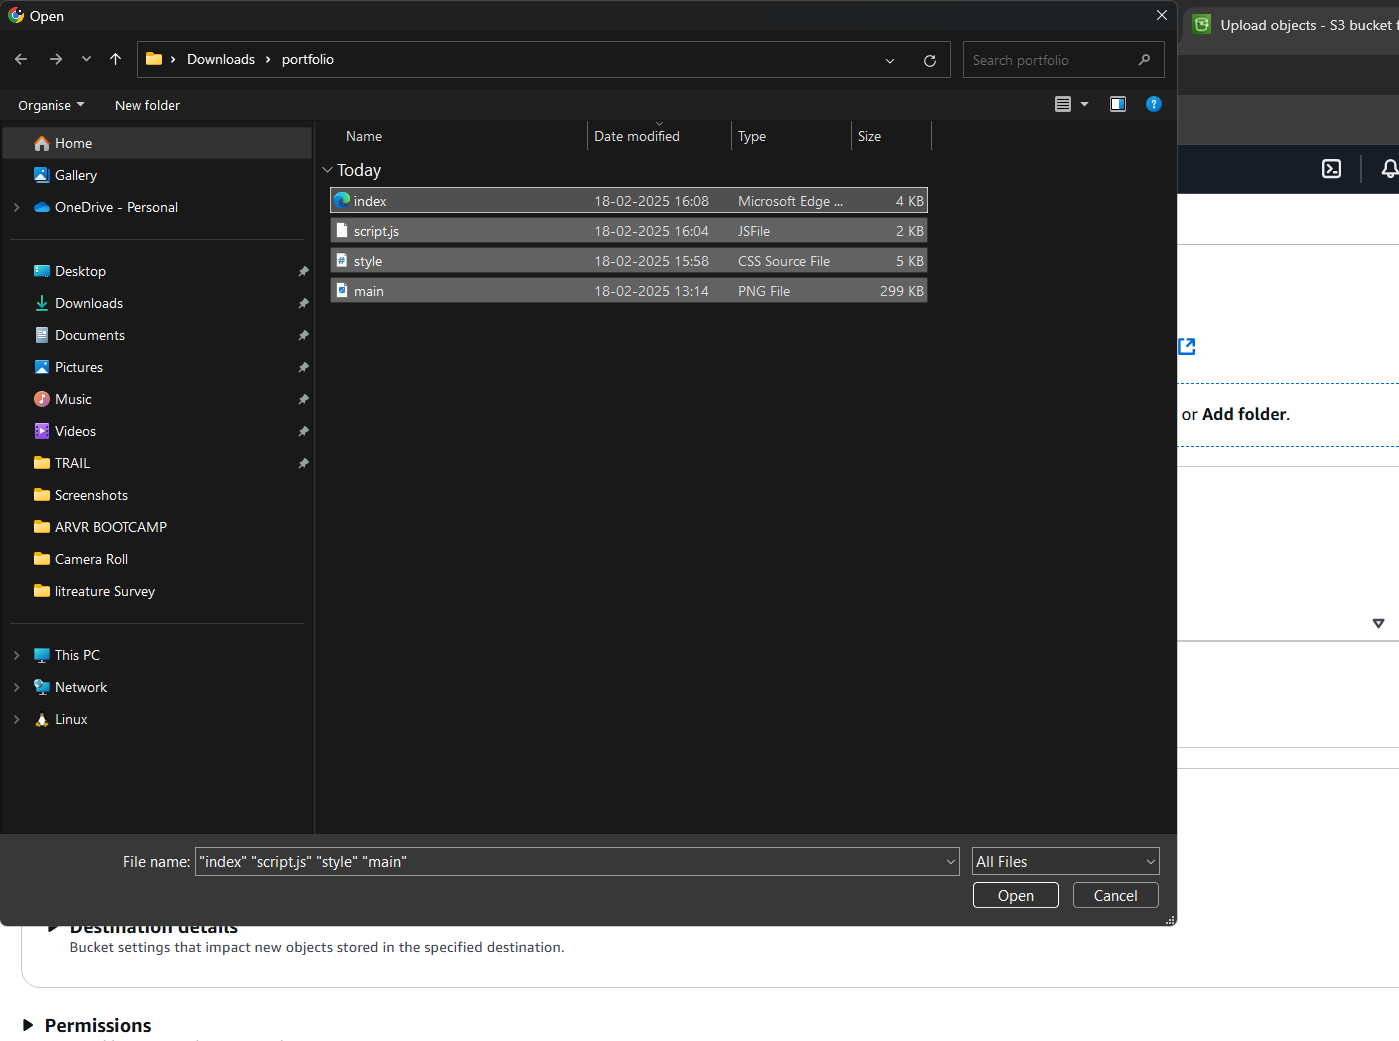 Open
Upload objects - S3 bucket
Downloads > portfolio
Search portfolio
Organise
New folder
Name
Date modified
Type
Size
Home
Gallery
OneDrive - Personal
Desktop
Downloads
Documents
Pictures
Music
Videos
TRAIL
Screenshots
ARVR BOOTCAMP
Camera Roll
litreature Survey
This PC
Network
Linux
Today
index 18-02-2025 16:08 Microsoft Edge ... 4 KB
script.js 18-02-2025 16:04 JSFile 2 KB
style 18-02-2025 15:58 CSS Source File 5 KB
main 18-02-2025 13:14 PNG File 299 KB
or Add folder.
File name: "index" "script.js" "style" "main"
All Files
Open
Cancel
Destination details
Bucket settings that impact new objects stored in the specified destination.
Permissions